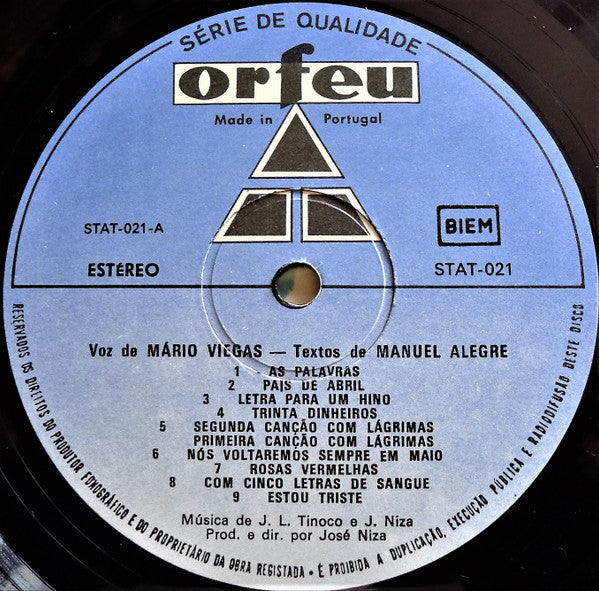 SÉRIE DE QUALIDADE
orfeu
Made in Portugal
STAT-021-A
BIEM
ESTÉREO
STAT-021
Voz de MÁRIO VIEGAS — Textos de MANUEL ALEGRE
1 - AS PALAVRAS
2 PAÍS DE ABRIL
3 LETRA PARA UM HINO
4 TRINTA DINHEIROS
5 SEGUNDA CANÇÃO COM LÁGRIMAS
PRIMEIRA CANÇÃO COM LÁGRIMAS
6 NÓS VOLTAREMOS SEMPRE EM MAIO
7 ROSAS VERMELHAS
8 COM CINCO LETRAS DE SANGUE
9 ESTOU TRISTE
Música de J. L. Tinoco e J. Niza
Prod. e dir. por José Niza
RESERVADOS OS DIREITOS DO PRODUTOR FONOGRÁFICO E DO PROPRIETÁRIO DA OBRA REGISTADA • É PROIBIDA A DUPLICAÇÃO, EXECUÇÃO PÚBLICA E RADIODIFUSÃO DESTE DISCO